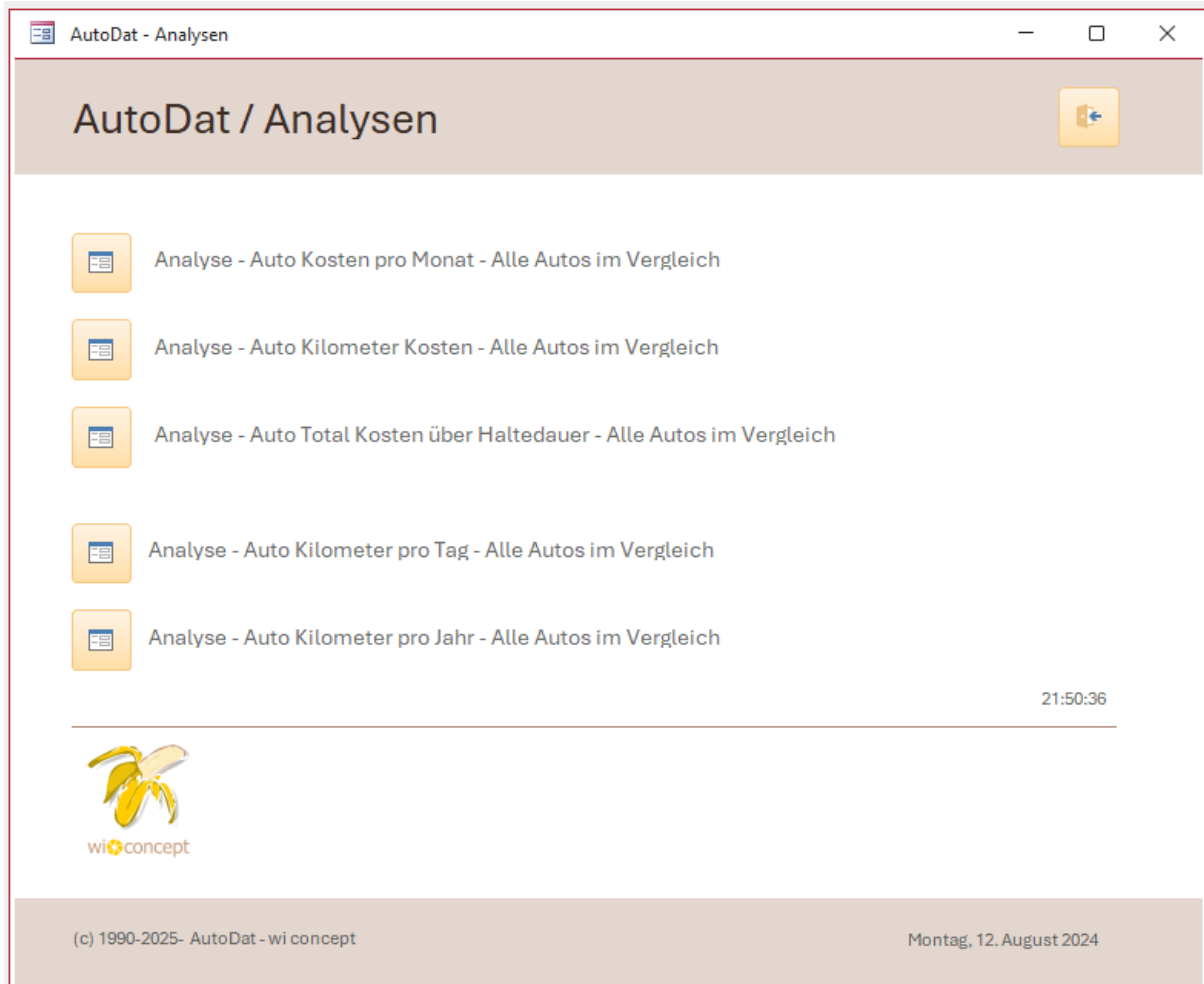 AutoDat - Analysen
AutoDat / Analysen
Analyse - Auto Kosten pro Monat - Alle Autos im Vergleich
Analyse - Auto Kilometer Kosten - Alle Autos im Vergleich
Analyse - Auto Total Kosten über Haltedauer - Alle Autos im Vergleich
Analyse - Auto Kilometer pro Tag - Alle Autos im Vergleich
Analyse - Auto Kilometer pro Jahr - Alle Autos im Vergleich
21:50:36
wi concept
(c) 1990-2025- AutoDat - wi concept
Montag, 12. August 2024